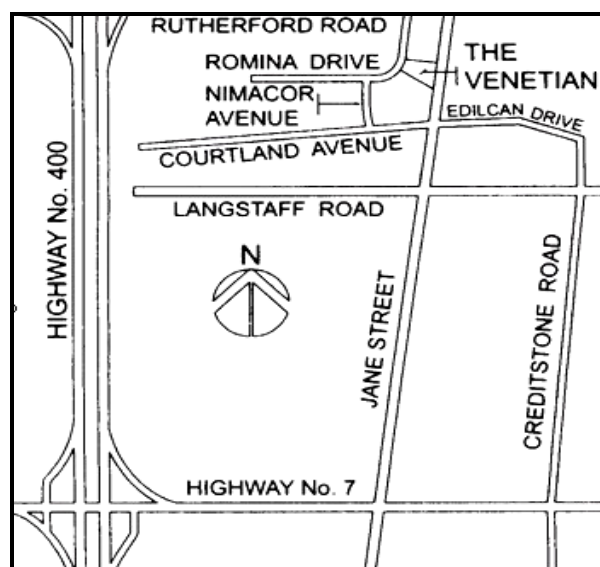 RUTHERFORD ROAD
ROMINA DRIVE
THE
VENETIAN
NIMACOR
AVENUE
EDILCAN DRIVE
COURTLAND AVENUE
HIGHWAY No. 400
LANGSTAFF ROAD
N
JANE STREET
CREDITSTONE ROAD
HIGHWAY No. 7